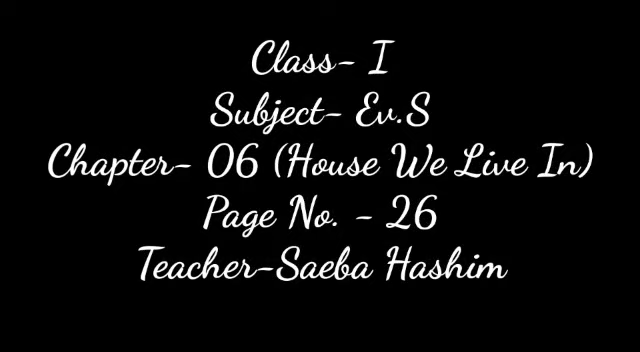 Class- I
Subject- Ev.S
Chapter- 06 (House We Live In)
Page No. - 26
Teacher-Saeba Hashim